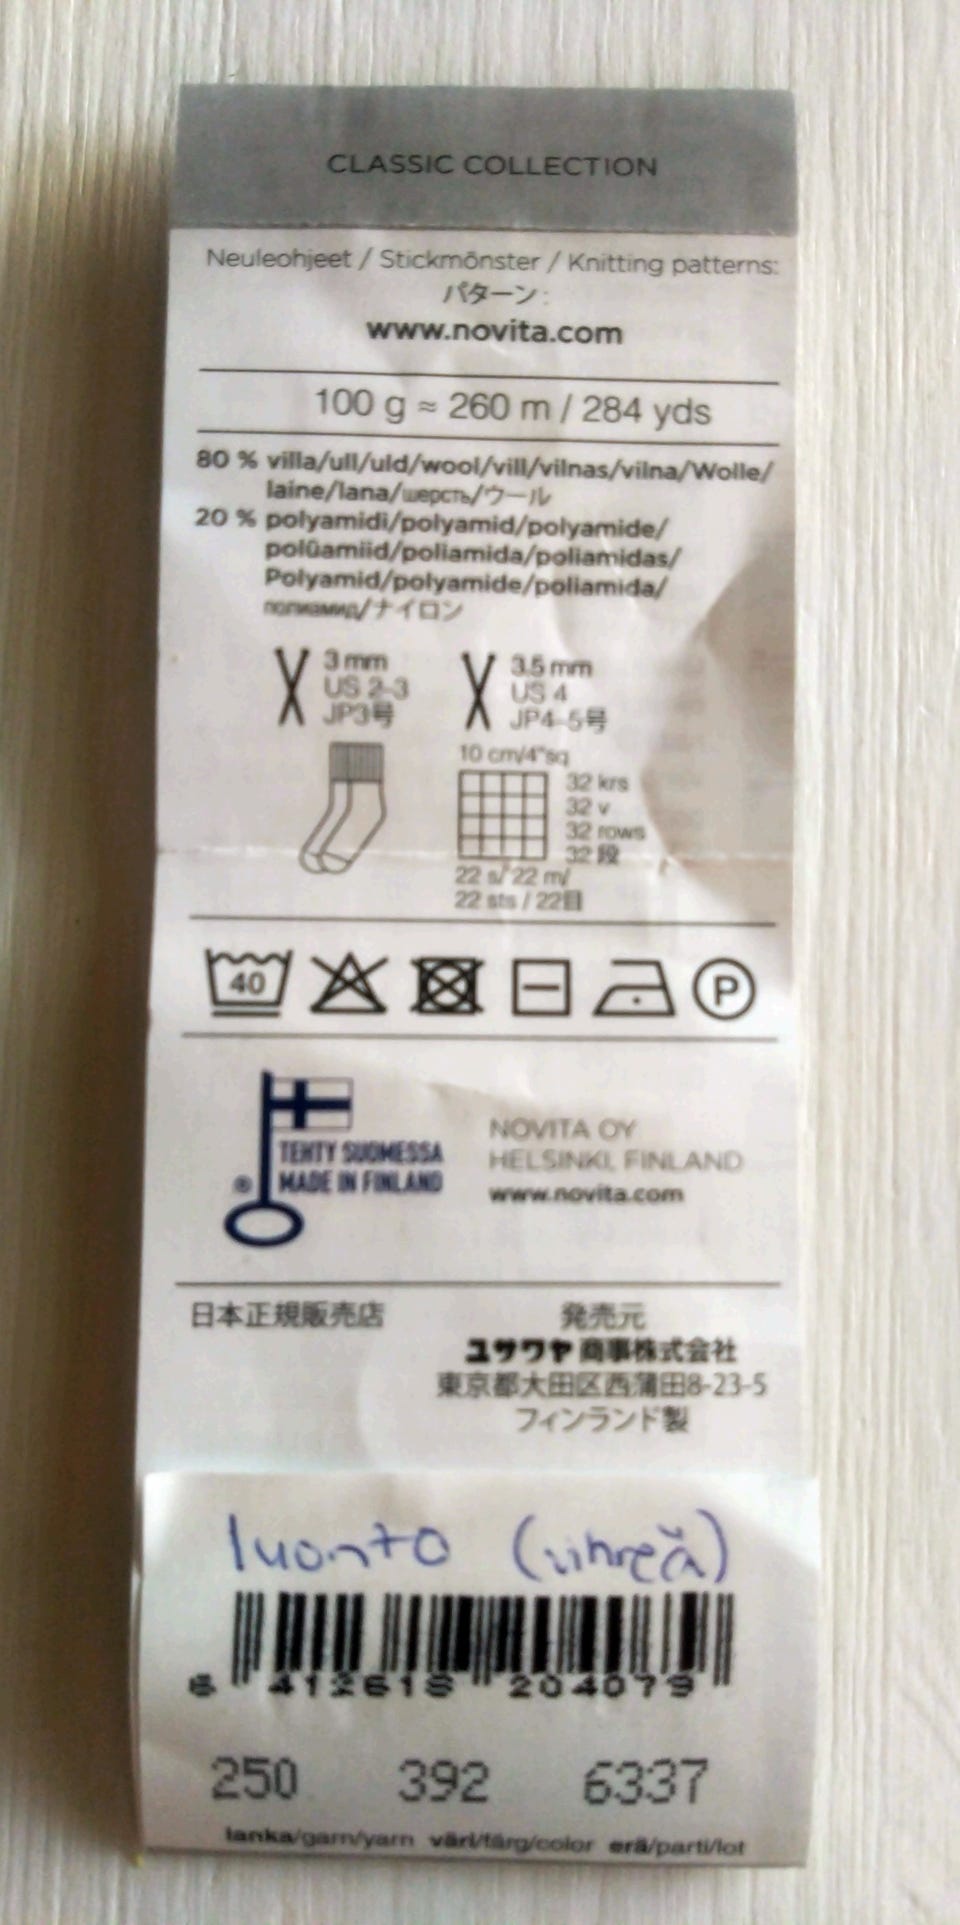 CLASSIC COLLECTION
Neuleohjeet / Stickmönster / Knitting patterns:
パターン:
www.novita.com
100 g ≈ 260 m / 284 yds
80 % villa/ull/uld/wool/vill/vilnas/vilna/Wolle/
laine/lana/шерсть/ウール
20 % polyamidi/polyamid/polyamide/
polüamiid/poliamida/poliamidas/
Polyamid/polyamide/poliamida/
полиамид/ナイロン
3 mm
US 2-3
JP3号
3.5 mm
US 4
JP4-5号
10 cm/4"sq
32 krs
32 v
32 rows
32 段
22 s/ 22 m/
22 sts / 22目
40
P
TEHTY SUOMESSA
® MADE IN FINLAND
NOVITA OY
HELSINKI, FINLAND
www.novita.com
日本正規販売店
発売元
ユザワヤ 商事株式会社
東京都大田区西蒲田8-23-5
フィンランド製
luonto (vihreä)
6 412618 204079
250 392 6337
lanka/garn/yarn väri/färg/color erä/parti/lot